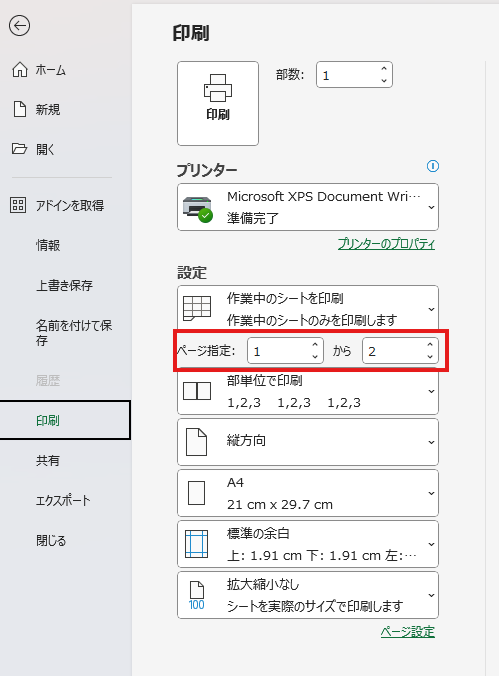 印刷
ホーム
新規
開く
アドインを取得
情報
上書き保存
名前を付けて保
存
履歴
印刷
共有
エクスポート
閉じる
印刷
部数: 1
プリンター
Microsoft XPS Document Wri…
準備完了
プリンターのプロパティ
設定
作業中のシートを印刷
作業中のシートのみを印刷します
ページ指定: 1 から 2
部単位で印刷
1,2,3 1,2,3 1,2,3
縦方向
A4
21 cm x 29.7 cm
標準の余白
上: 1.91 cm 下: 1.91 cm 左:…
拡大縮小なし
シートを実際のサイズで印刷します
100
ページ設定